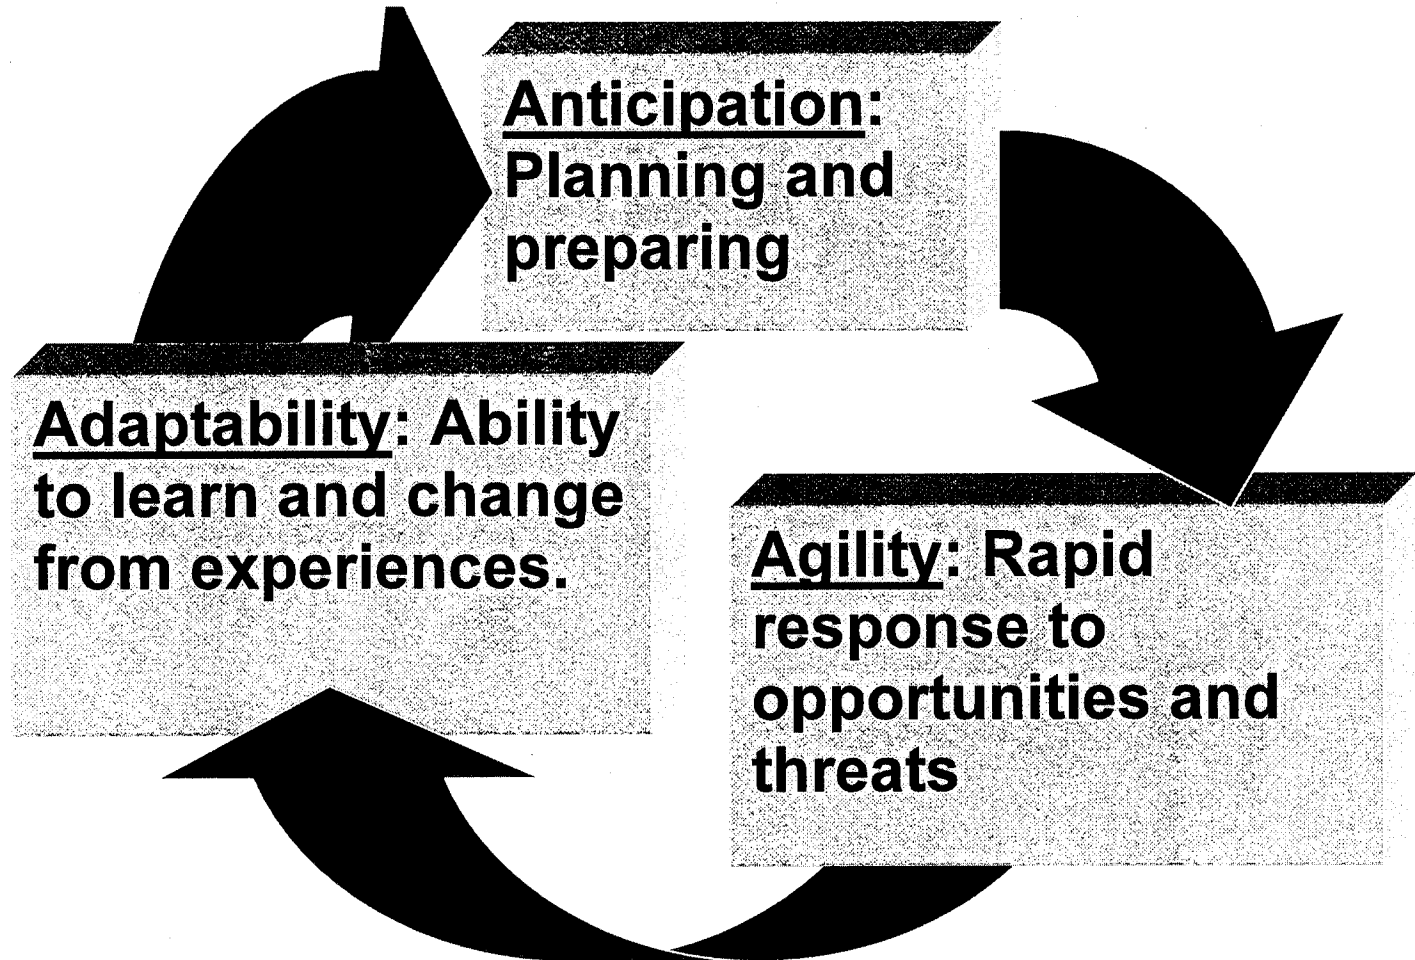 Anticipation:
Planning and
preparing
Adaptability: Ability
to learn and change
from experiences.
Agility: Rapid
response to
opportunities and
threats